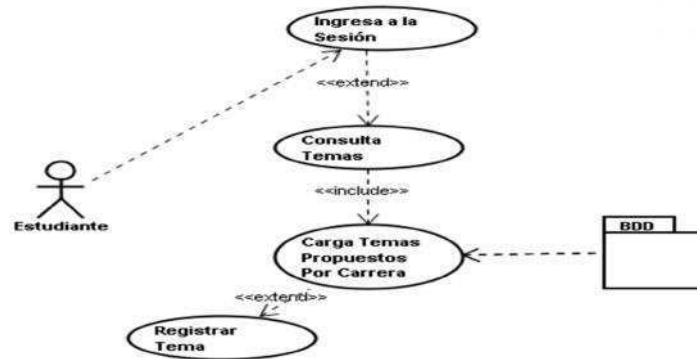 Ingresa a la
Sesión
<<extend>>
Consulta
Temas
<<include>>
Estudiante
Carga Temas
Propuestos
Por Carrera
BDD
<<extend>>
Registrar
Tema